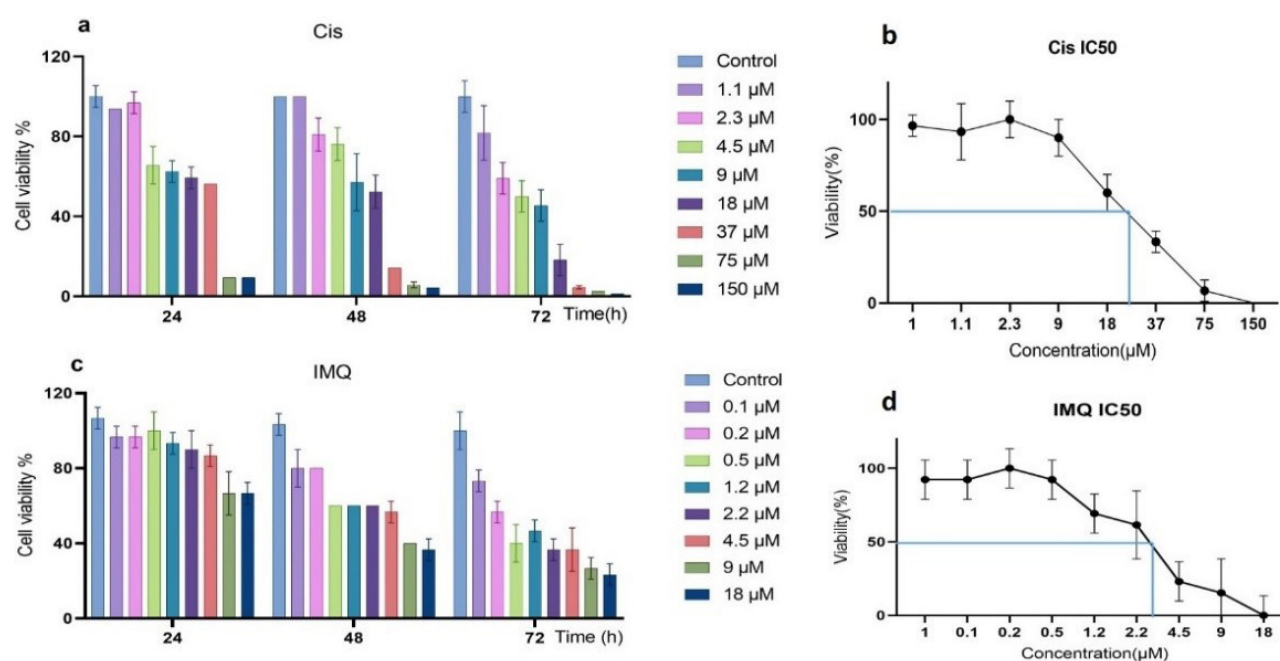 a
Cis
120
80
40
0
Cell viability %
24
48
72
Time(h)
Control
1.1 µM
2.3 µM
4.5 µM
9 µM
18 µM
37 µM
75 µM
150 µM
b
Cis IC50
100
50
0
Viability(%)
1 1.1 2.3 9 18 37 75 150
Concentration(µM)
c
IMQ
120
80
40
0
Cell viability %
24
48
72
Time (h)
Control
0.1 µM
0.2 µM
0.5 µM
1.2 µM
2.2 µM
4.5 µM
9 µM
18 µM
d
IMQ IC50
100
50
0
Viability(%)
1 0.1 0.2 0.5 1.2 2.2 4.5 9 18
Concentration(µM)